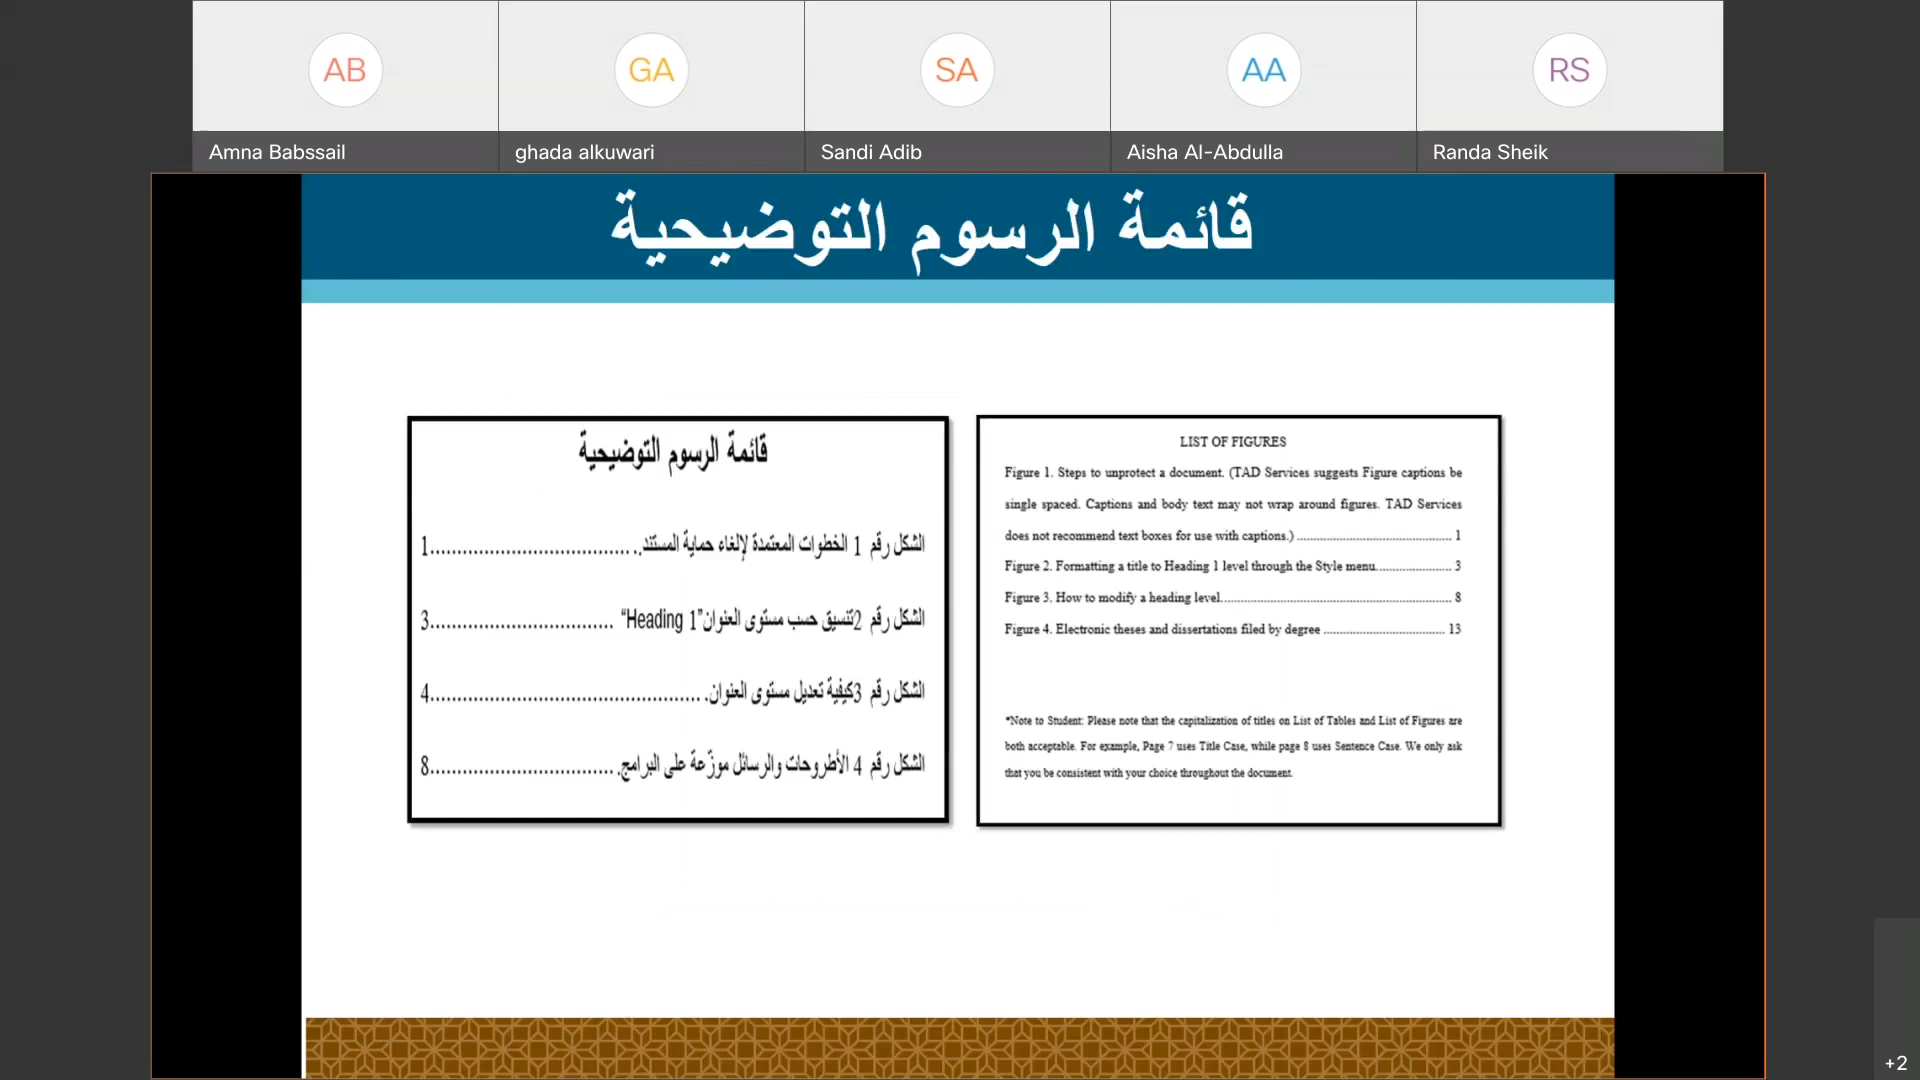 AB
GA
SA
AA
RS
Amna Babssail
ghada alkuwari
Sandi Adib
Aisha Al-Abdulla
Randa Sheik
قائمة الرسوم التوضيحية
قائمة الرسوم التوضيحية
الشكل رقم 1 الخطوات المعتمدة لإلغاء حماية المستند. .................................1
الشكل رقم 2تنسيق حسب مستوى العنوان"Heading 1“ ................................3
الشكل رقم 3كيفية تعديل مستوى العنوان. ...............................................4
الشكل رقم 4 الأطروحات والرسائل موزّعة على البرامج. ................................8
LIST OF FIGURES
Figure 1. Steps to unprotect a document. (TAD Services suggests Figure captions be
single spaced. Captions and body text may not wrap around figures. TAD Services
does not recommend text boxes for use with captions.) ................................................ 1
Figure 2. Formatting a title to Heading 1 level through the Style menu........................ 3
Figure 3. How to modify a heading level......................................................................... 8
Figure 4. Electronic theses and dissertations filed by degree ....................................... 13
*Note to Student: Please note that the capitalization of titles on List of Tables and List of Figures are
both acceptable. For example, Page 7 uses Title Case, while page 8 uses Sentence Case. We only ask
that you be consistent with your choice throughout the document.
+2